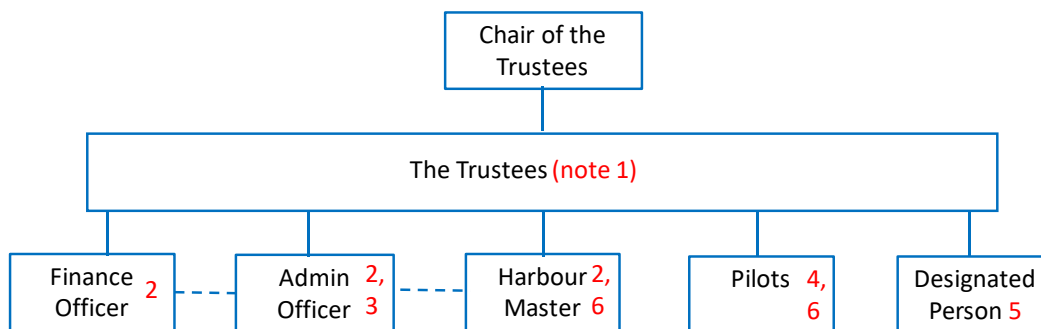 Chair of the
Trustees
The Trustees (note 1)
Finance
Officer 2
Admin 2,
Officer 3
Harbour 2,
Master 6
Pilots 4,
6
Designated
Person 5